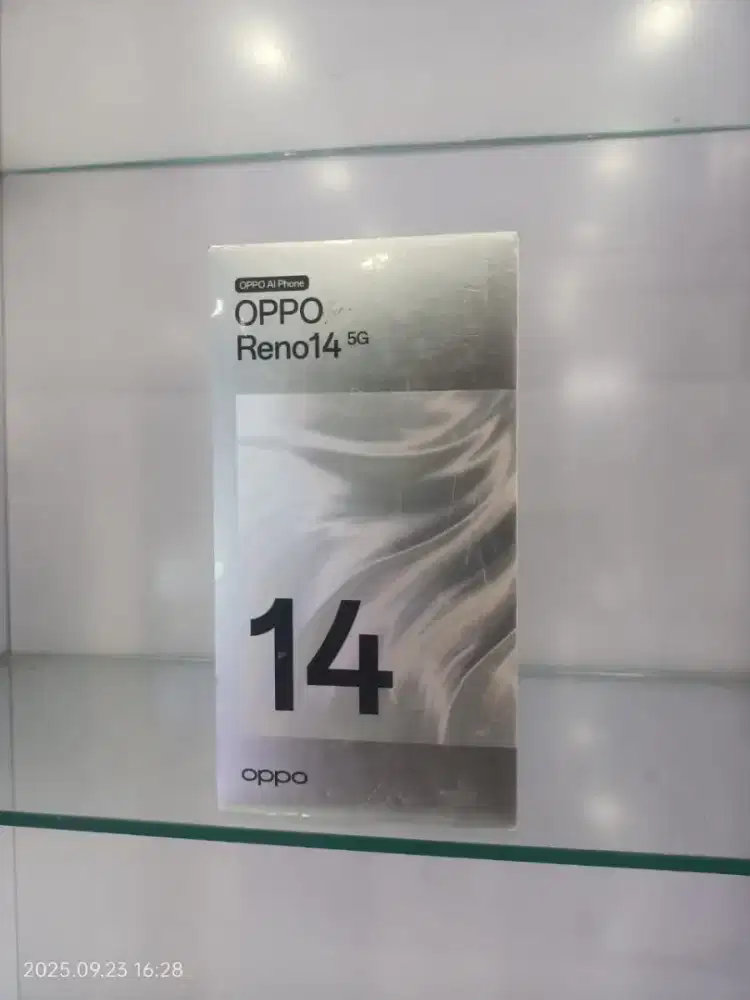 OPPO AI Phone
OPPO
Reno14 5G
14
oppo
2025.09.23 16:28